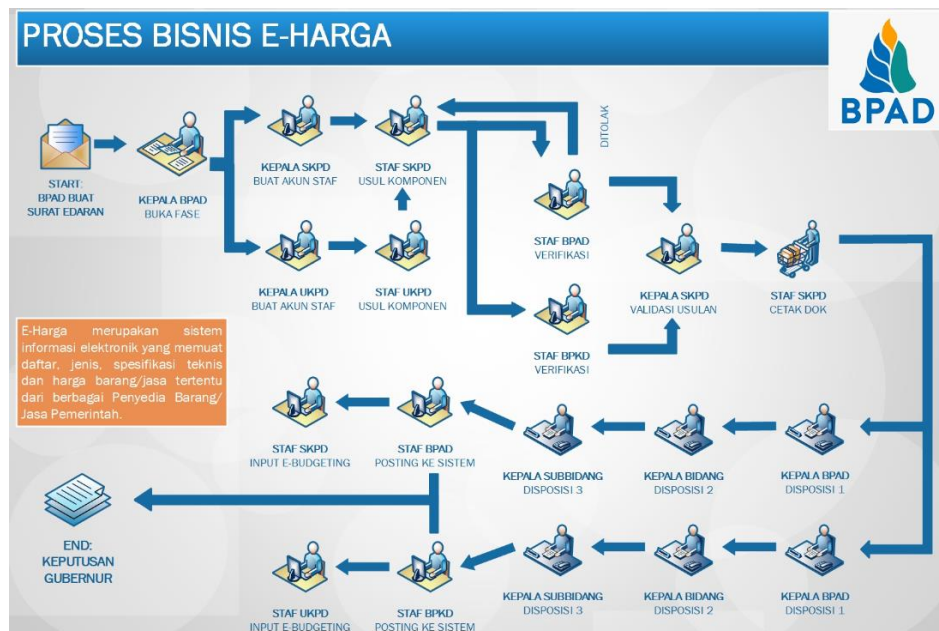 PROSES BISNIS E-HARGA
BPAD
START:
BPAD BUAT
SURAT EDARAN
KEPALA BPAD
BUKA FASE
KEPALA SKPD
BUAT AKUN STAF
STAF SKPD
USUL KOMPONEN
KEPALA UKPD
BUAT AKUN STAF
STAF UKPD
USUL KOMPONEN
DITOLAK
STAF BPAD
VERIFIKASI
STAF BPKD
VERIFIKASI
KEPALA SKPD
VALIDASI USULAN
STAF SKPD
CETAK DOK
E-Harga merupakan sistem
informasi elektronik yang memuat
daftar, jenis, spesifikasi teknis
dan harga barang/jasa tertentu
dari berbagai Penyedia Barang/
Jasa Pemerintah.
STAF SKPD
INPUT E-BUDGETING
STAF BPAD
POSTING KE SISTEM
KEPALA SUBBIDANG
DISPOSISI 3
KEPALA BIDANG
DISPOSISI 2
KEPALA BPAD
DISPOSISI 1
END:
KEPUTUSAN
GUBERNUR
STAF UKPD
INPUT E-BUDGETING
STAF BPKD
POSTING KE SISTEM
KEPALA SUBBIDANG
DISPOSISI 3
KEPALA BIDANG
DISPOSISI 2
KEPALA BPAD
DISPOSISI 1